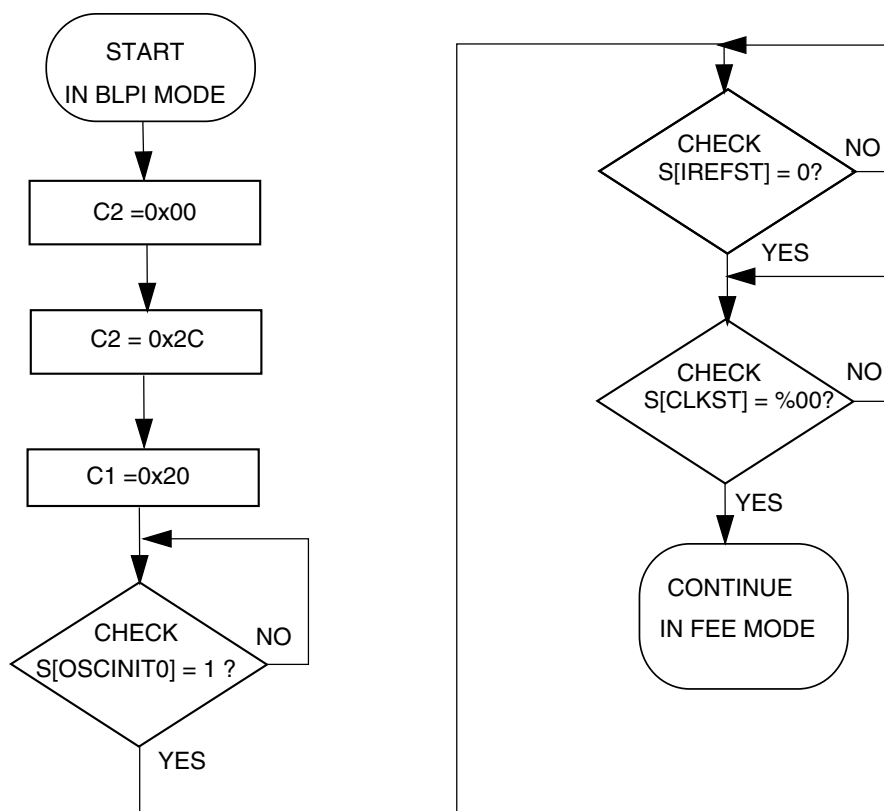 START
IN BLPI MODE
C2 =0x00
C2 = 0x2C
C1 =0x20
CHECK
S[OSCINIT0] = 1 ?
NO
YES
CHECK
S[IREFST] = 0?
NO
YES
CHECK
S[CLKST] = %00?
NO
YES
CONTINUE
IN FEE MODE